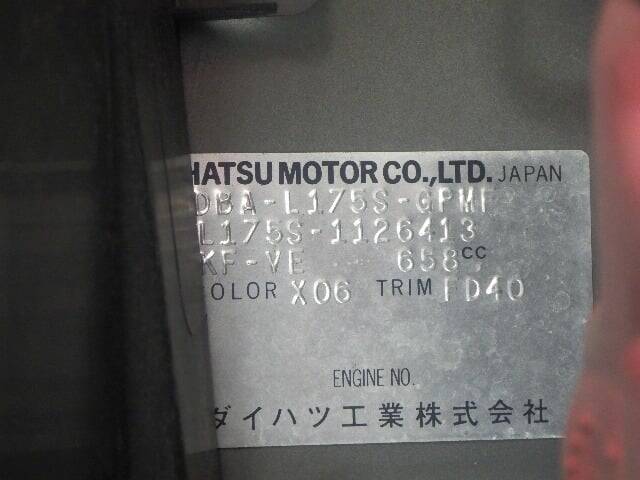 HATSU MOTOR CO.,LTD. JAPAN
DBA-L175S-GPMF
L175S-1126413
KF-VE 658CC
OLOR X06 TRIM FD40
ENGINE NO.
ダイハツ工業株式会社